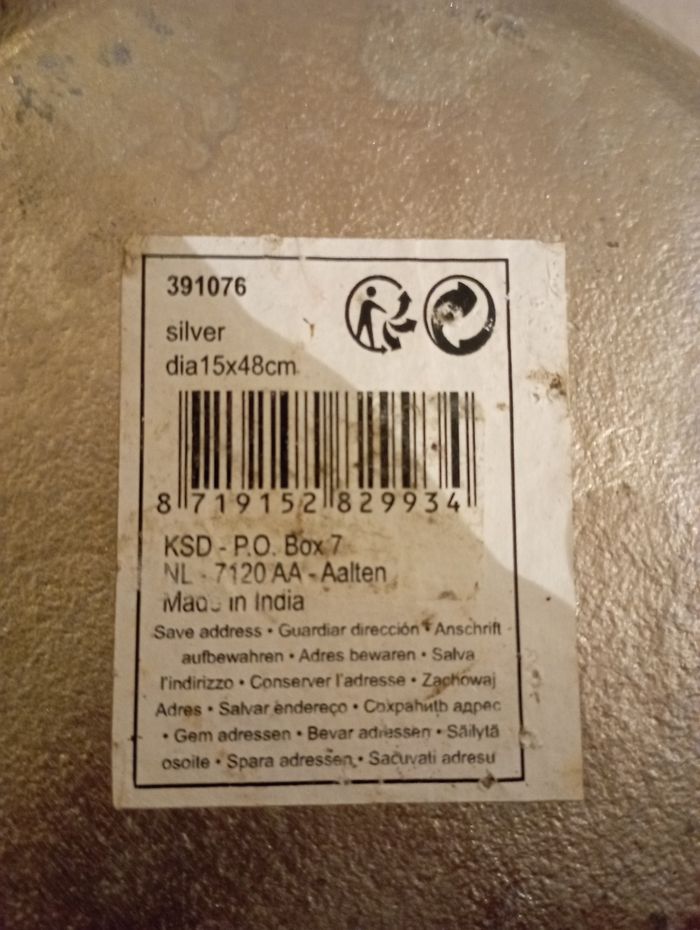 391076
silver
dia15x48cm
8 719152 829934
KSD - P.O. Box 7
NL - 7120 AA - Aalten
Made in India
Save address • Guardiar dirección • Anschrift
aufbewahren • Adres bewaren • Salva
l'indirizzo • Conserver l'adresse • Zachowaj
Adres • Salvar endereço • Сохранить адрес
• Gem adressen • Bevar adressen • Säilytä
osoite • Spara adressen • Sačuvati adresu